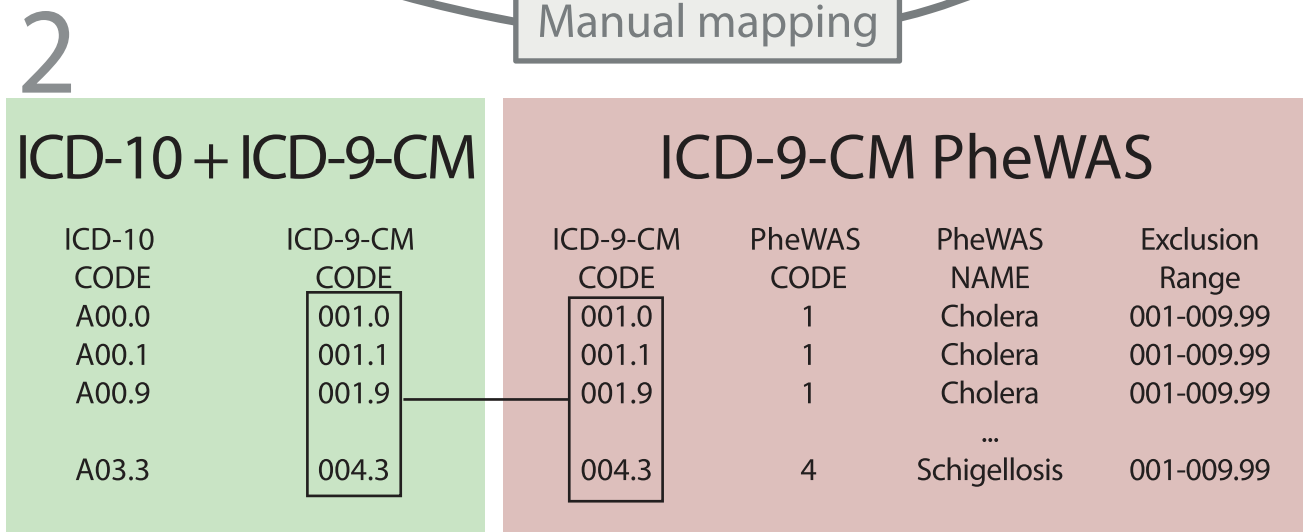 Manual mapping
2
ICD-10 + ICD-9-CM
ICD-9-CM PheWAS
ICD-10 ICD-9-CM ICD-9-CM PheWAS PheWAS Exclusion
CODE CODE CODE CODE NAME Range
A00.0 001.0 001.0 1 Cholera 001-009.99
A00.1 001.1 001.1 1 Cholera 001-009.99
A00.9 001.9 001.9 1 Cholera 001-009.99
...
A03.3 004.3 004.3 4 Schigellosis 001-009.99